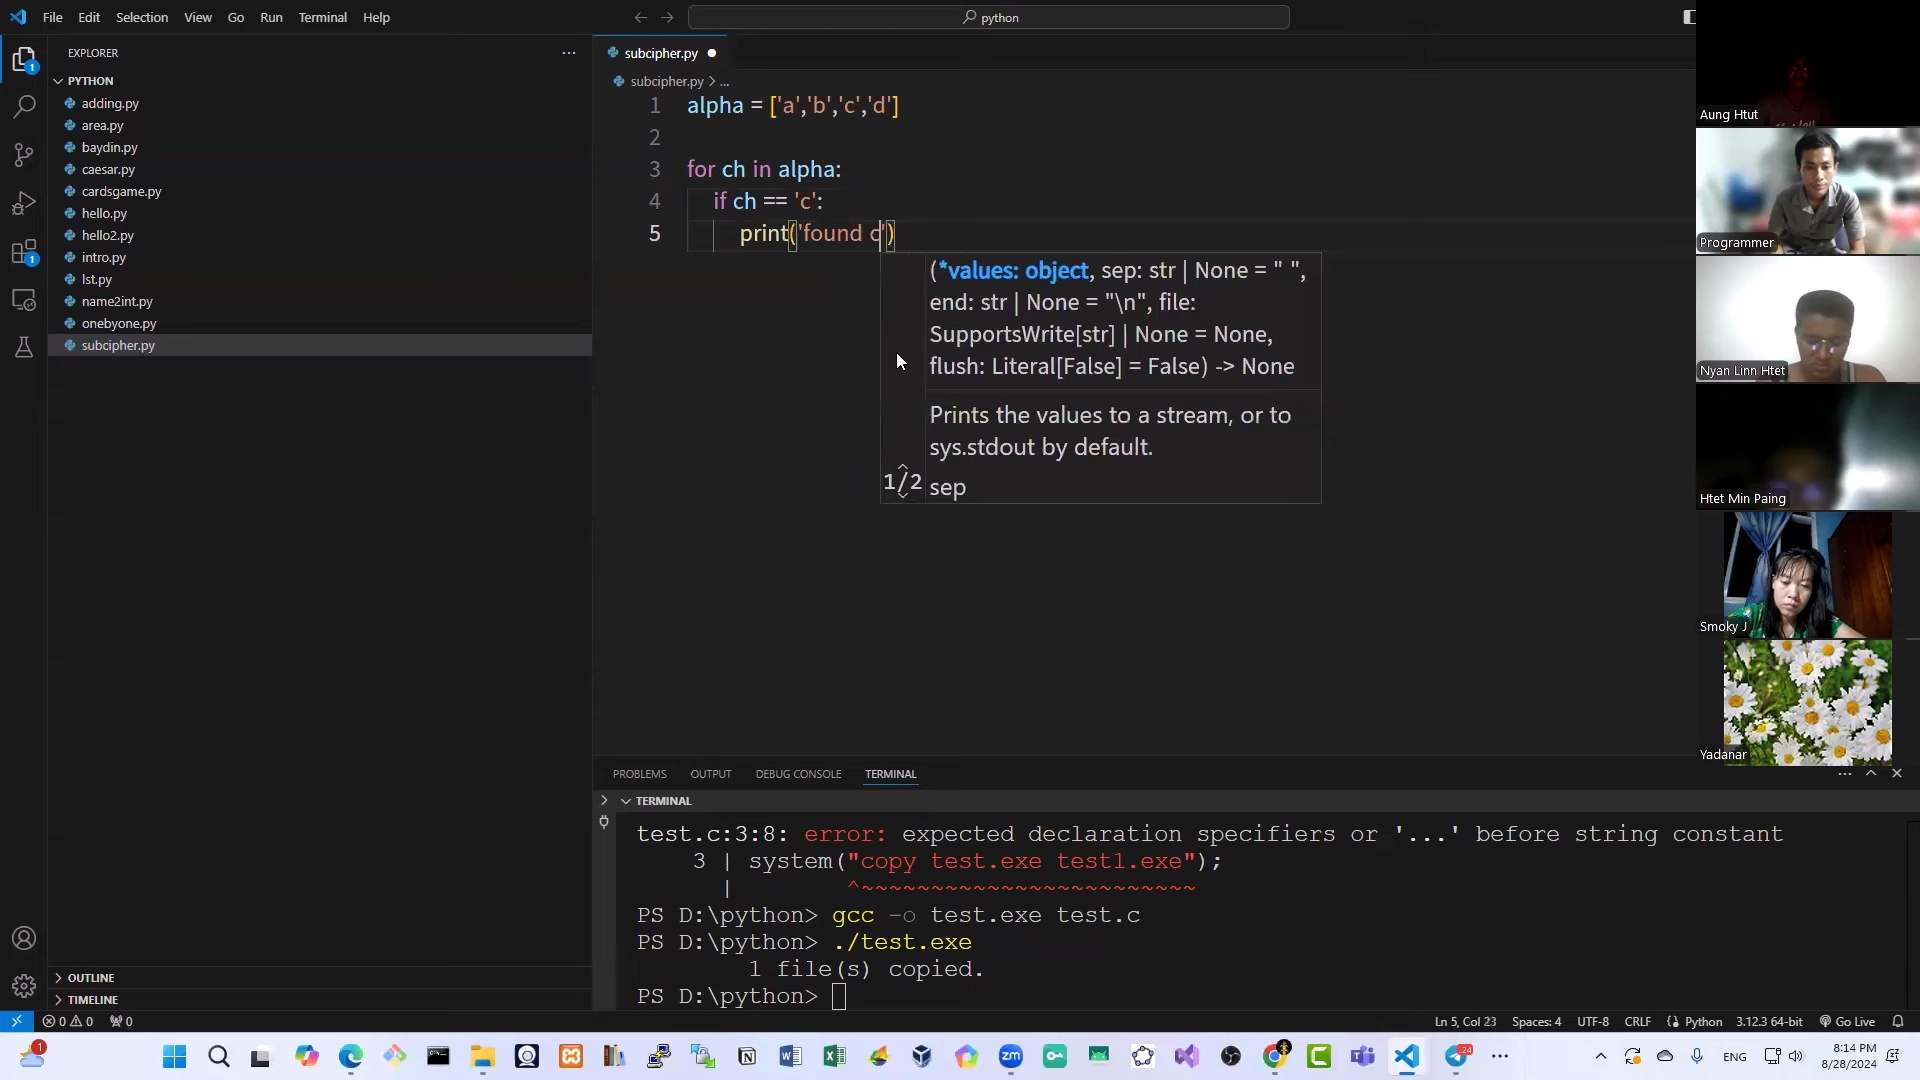 File Edit Selection View Go Run Terminal Help
python
EXPLORER ···
PYTHON
adding.py
area.py
baydin.py
caesar.py
cardsgame.py
hello.py
hello2.py
intro.py
lst.py
name2int.py
onebyone.py
subcipher.py
OUTLINE
TIMELINE
1
1
subcipher.py
subcipher.py > ...
1 alpha = ['a','b','c','d']
2
3 for ch in alpha:
4 if ch == 'c':
5 print('found c')
(*values: object, sep: str | None = " ",
end: str | None = "\n", file:
SupportsWrite[str] | None = None,
flush: Literal[False] = False) -> None
Prints the values to a stream, or to
sys.stdout by default.
1/2 sep
Aung Htut
Programmer
Nyan Linn Htet
Htet Min Paing
Smoky J
Yadanar
PROBLEMS OUTPUT DEBUG CONSOLE TERMINAL
TERMINAL
test.c:3:8: error: expected declaration specifiers or '...' before string constant
3 | system("copy test.exe test1.exe");
| ^~~~~~~~~~~~~~~~~~~~~~~~
PS D:\python> gcc -o test.exe test.c
PS D:\python> ./test.exe
1 file(s) copied.
PS D:\python>
0 0 0 Ln 5, Col 23 Spaces: 4 UTF-8 CRLF Python 3.12.3 64-bit Go Live
1 zm 24 ENG 8:14 PM
8/28/2024